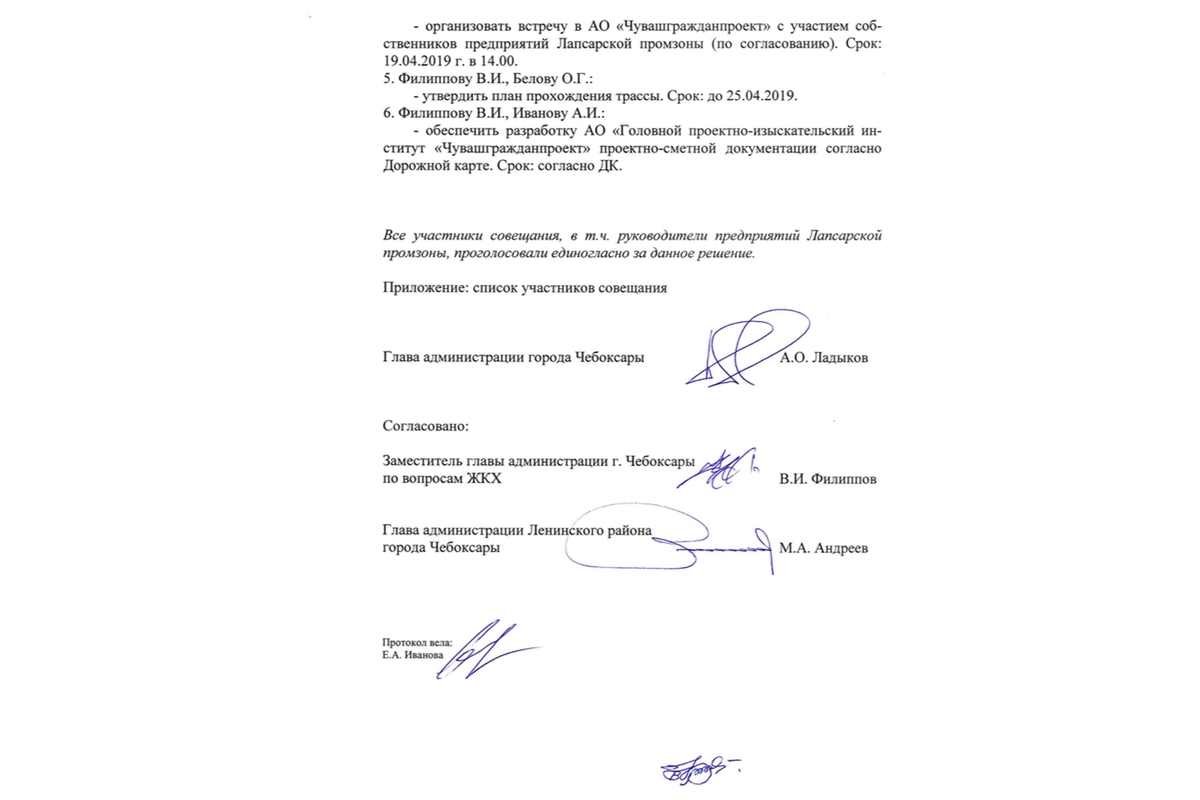 - организовать встречу в АО «Чувашгражданпроект» с участием соб-
ственников предприятий Лапсарской промзоны (по согласованию). Срок:
19.04.2019 г. в 14.00.
5. Филиппову В.И., Белову О.Г.:
- утвердить план прохождения трассы. Срок: до 25.04.2019.
6. Филиппову В.И., Иванову А.И.:
- обеспечить разработку АО «Головной проектно-изыскательский ин-
ститут «Чувашгражданпроект» проектно-сметной документации согласно
Дорожной карте. Срок: согласно ДК.
Все участники совещания, в т.ч. руководители предприятий Лапсарской
промзоны, проголосовали единогласно за данное решение.
Приложение: список участников совещания
Глава администрации города Чебоксары А.О. Ладыков
Согласовано:
Заместитель главы администрации г. Чебоксары
по вопросам ЖКХ В.И. Филиппов
Глава администрации Ленинского района
города Чебоксары М.А. Андреев
Протокол вела:
Е.А. Иванова